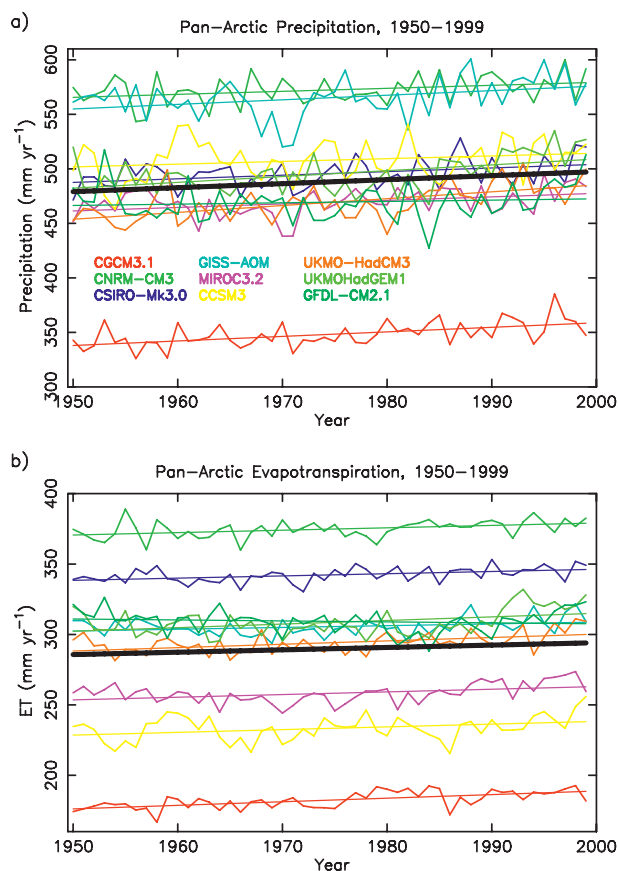 a)
Pan-Arctic Precipitation, 1950-1999
Precipitation (mm yr⁻¹)
600
550
500
450
400
350
300
CGCM3.1 GISS-AOM UKMO-HadCM3
CNRM-CM3 MIROC3.2 UKMOHadGEM1
CSIRO-Mk3.0 CCSM3 GFDL-CM2.1
1950 1960 1970 1980 1990 2000
Year
b)
Pan-Arctic Evapotranspiration, 1950-1999
ET (mm yr⁻¹)
400
350
300
250
200
1950 1960 1970 1980 1990 2000
Year